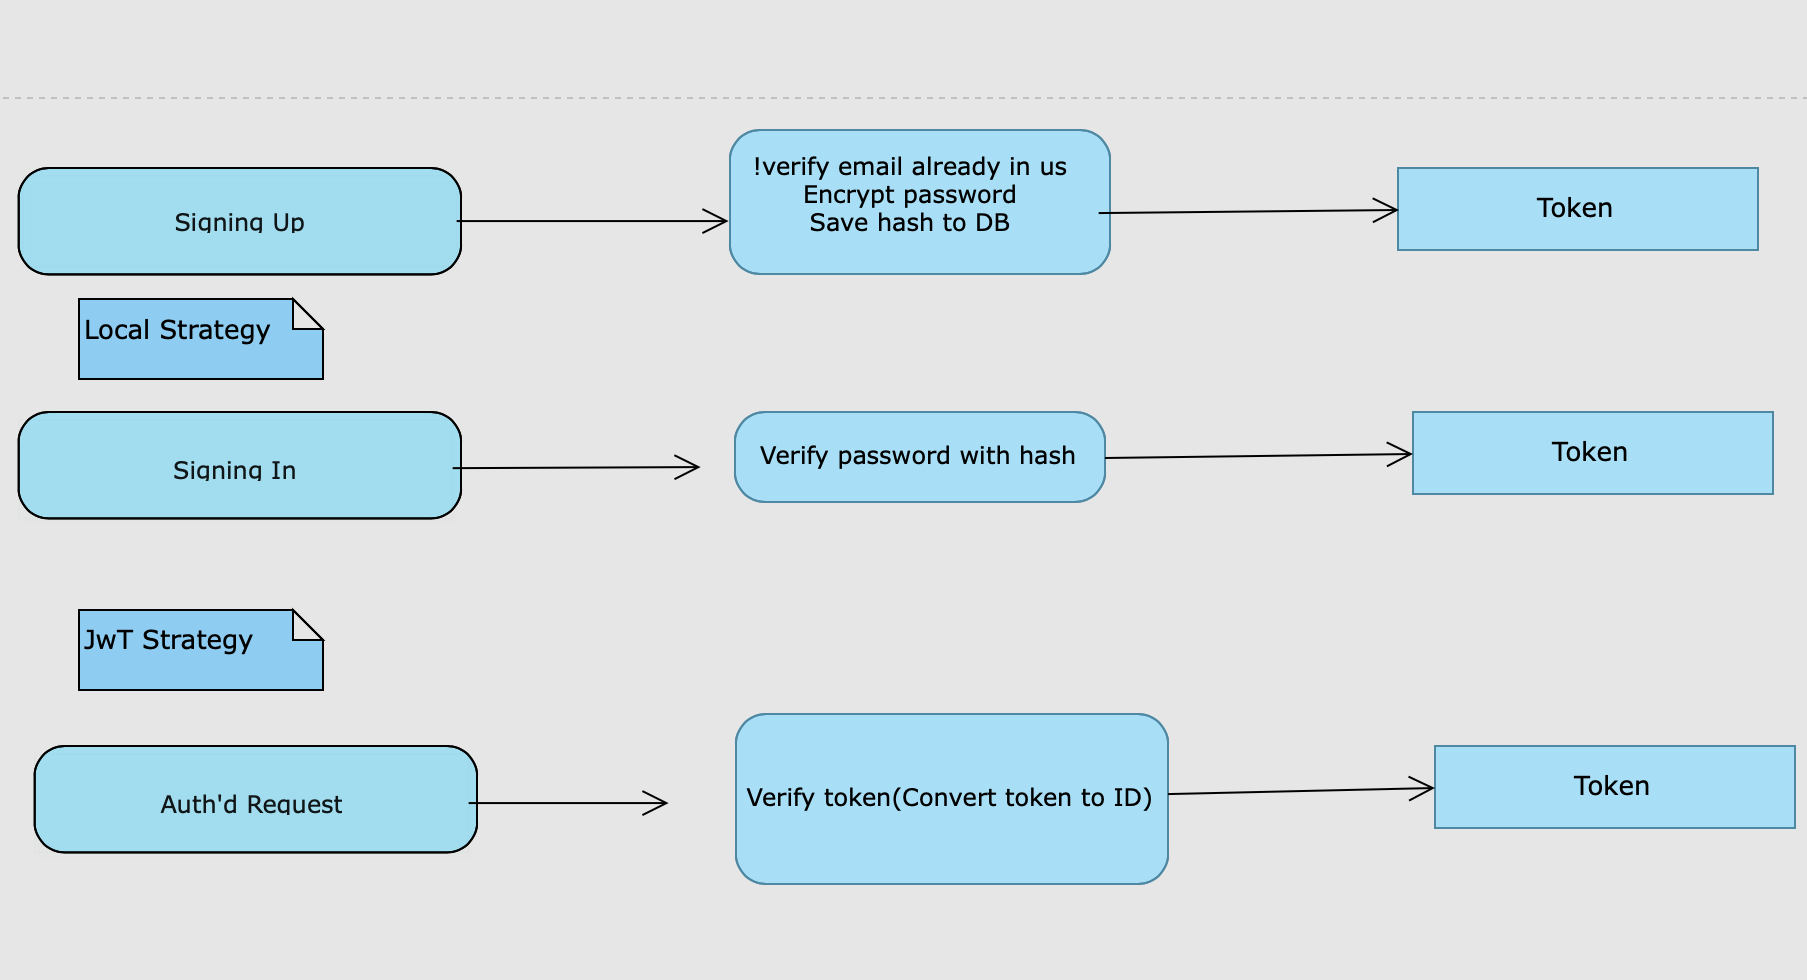 Signing Up
!verify email already in us
Encrypt password
Save hash to DB
Token
Local Strategy
Signing In
Verify password with hash
Token
JwT Strategy
Auth'd Request
Verify token(Convert token to ID)
Token